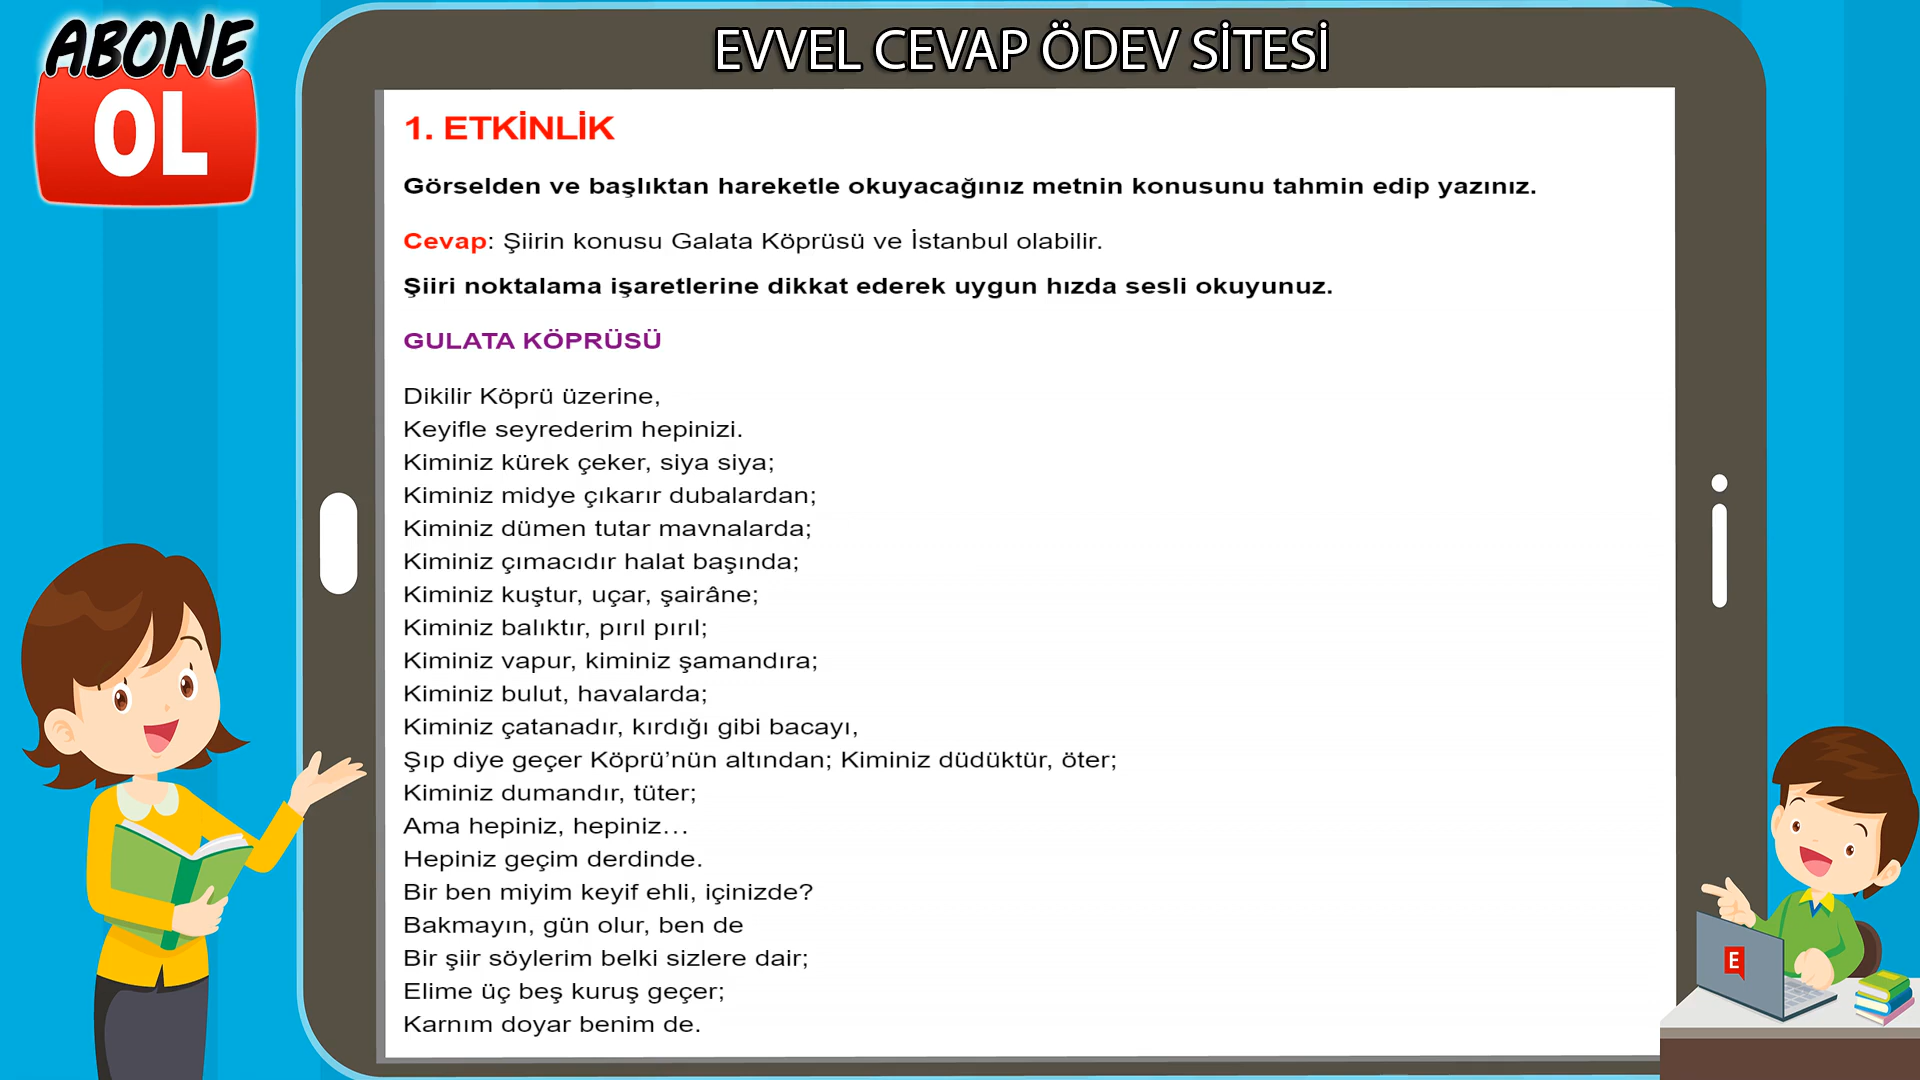 ABONE
OL
EVVEL CEVAP ÖDEV SİTESİ
1. ETKİNLİK
Görselden ve başlıktan hareketle okuyacağınız metnin konusunu tahmin edip yazınız.
Cevap: Şiirin konusu Galata Köprüsü ve İstanbul olabilir.
Şiiri noktalama işaretlerine dikkat ederek uygun hızda sesli okuyunuz.
GULATA KÖPRÜSÜ
Dikilir Köprü üzerine,
Keyifle seyrederim hepinizi.
Kiminiz kürek çeker, siya siya;
Kiminiz midye çıkarır dubalardan;
Kiminiz dümen tutar mavnalarda;
Kiminiz çımacıdır halat başında;
Kiminiz kuştur, uçar, şairâne;
Kiminiz balıktır, pırıl pırıl;
Kiminiz vapur, kiminiz şamandıra;
Kiminiz bulut, havalarda;
Kiminiz çatanadır, kırdığı gibi bacayı,
Şıp diye geçer Köprü’nün altından; Kiminiz düdüktür, öter;
Kiminiz dumandır, tüter;
Ama hepiniz, hepiniz…
Hepiniz geçim derdinde.
Bir ben miyim keyif ehli, içinizde?
Bakmayın, gün olur, ben de
Bir şiir söylerim belki sizlere dair;
Elime üç beş kuruş geçer;
Karnım doyar benim de.
E